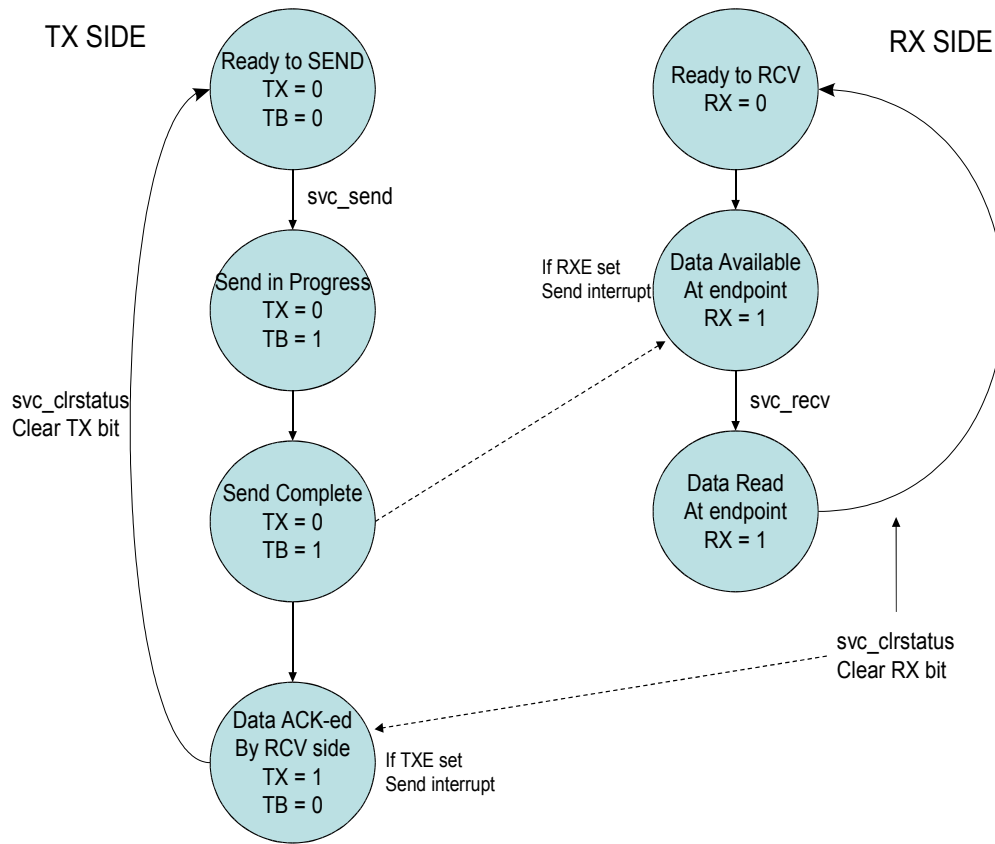 TX SIDE
Ready to SEND
TX = 0
TB = 0
svc_send
Send in Progress
TX = 0
TB = 1
svc_clrstatus
Clear TX bit
Send Complete
TX = 0
TB = 1
Data ACK-ed
By RCV side
TX = 1
TB = 0
If TXE set
Send interrupt
RX SIDE
Ready to RCV
RX = 0
If RXE set
Send interrupt
Data Available
At endpoint
RX = 1
svc_recv
Data Read
At endpoint
RX = 1
svc_clrstatus
Clear RX bit